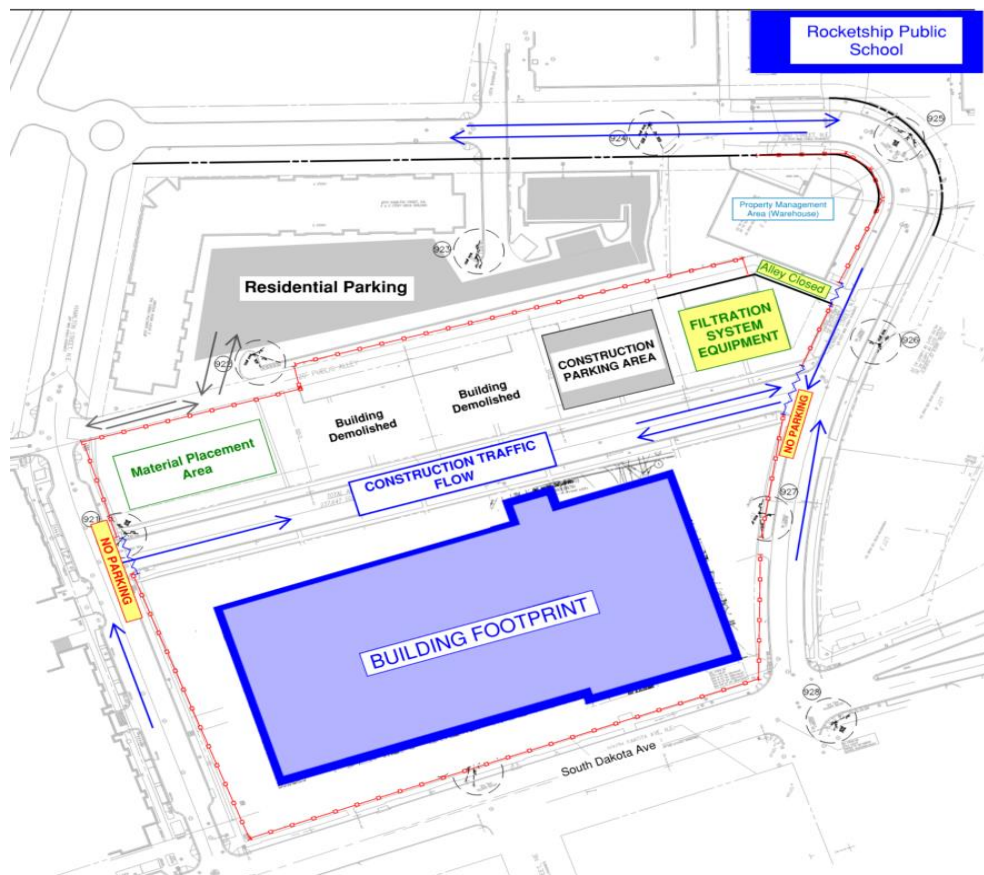 Rocketship Public
School
925
924
Property Management
Area (Warehouse)
923
Residential Parking
Alley Closed
FILTRATION
SYSTEM
EQUIPMENT
926
CONSTRUCTION
PARKING AREA
922
Building
Demolished
Building
Demolished
NO PARKING
Material Placement
Area
CONSTRUCTION TRAFFIC
FLOW
921
NO PARKING
927
BUILDING FOOTPRINT
928
South Dakota Ave